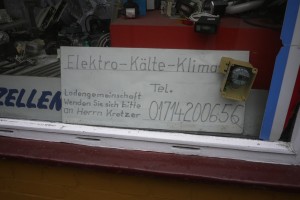 Elektro-Kälte-Klima
Tel.
Ladengemeinschaft
Wenden Sie sich bitte
an Herrn Kretzer
01714200656
ZELLEN